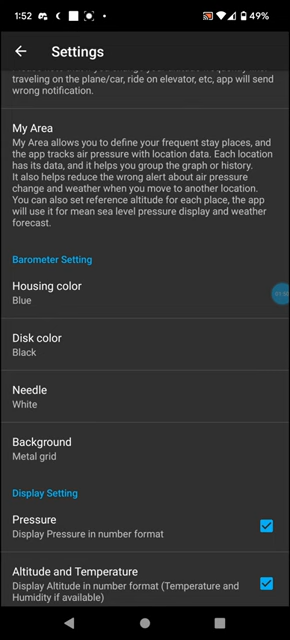 1:52
49%
Settings
traveling on the plane/car, ride on elevator, etc, app will send
wrong notification.
My Area
My Area allows you to define your frequent stay places, and
the app tracks air pressure with location data. Each location
has its data, and it helps you group the graph or history.
It also helps reduce the wrong alert about air pressure
change and weather when you move to another location.
You can also set reference altitude for each place, the app
will use it for mean sea level pressure display and weather
forecast.
Barometer Setting
Housing color
Blue
Disk color
Black
Needle
White
Background
Metal grid
Display Setting
Pressure
Display Pressure in number format
Altitude and Temperature
Display Altitude in number format (Temperature and
Humidity if available)